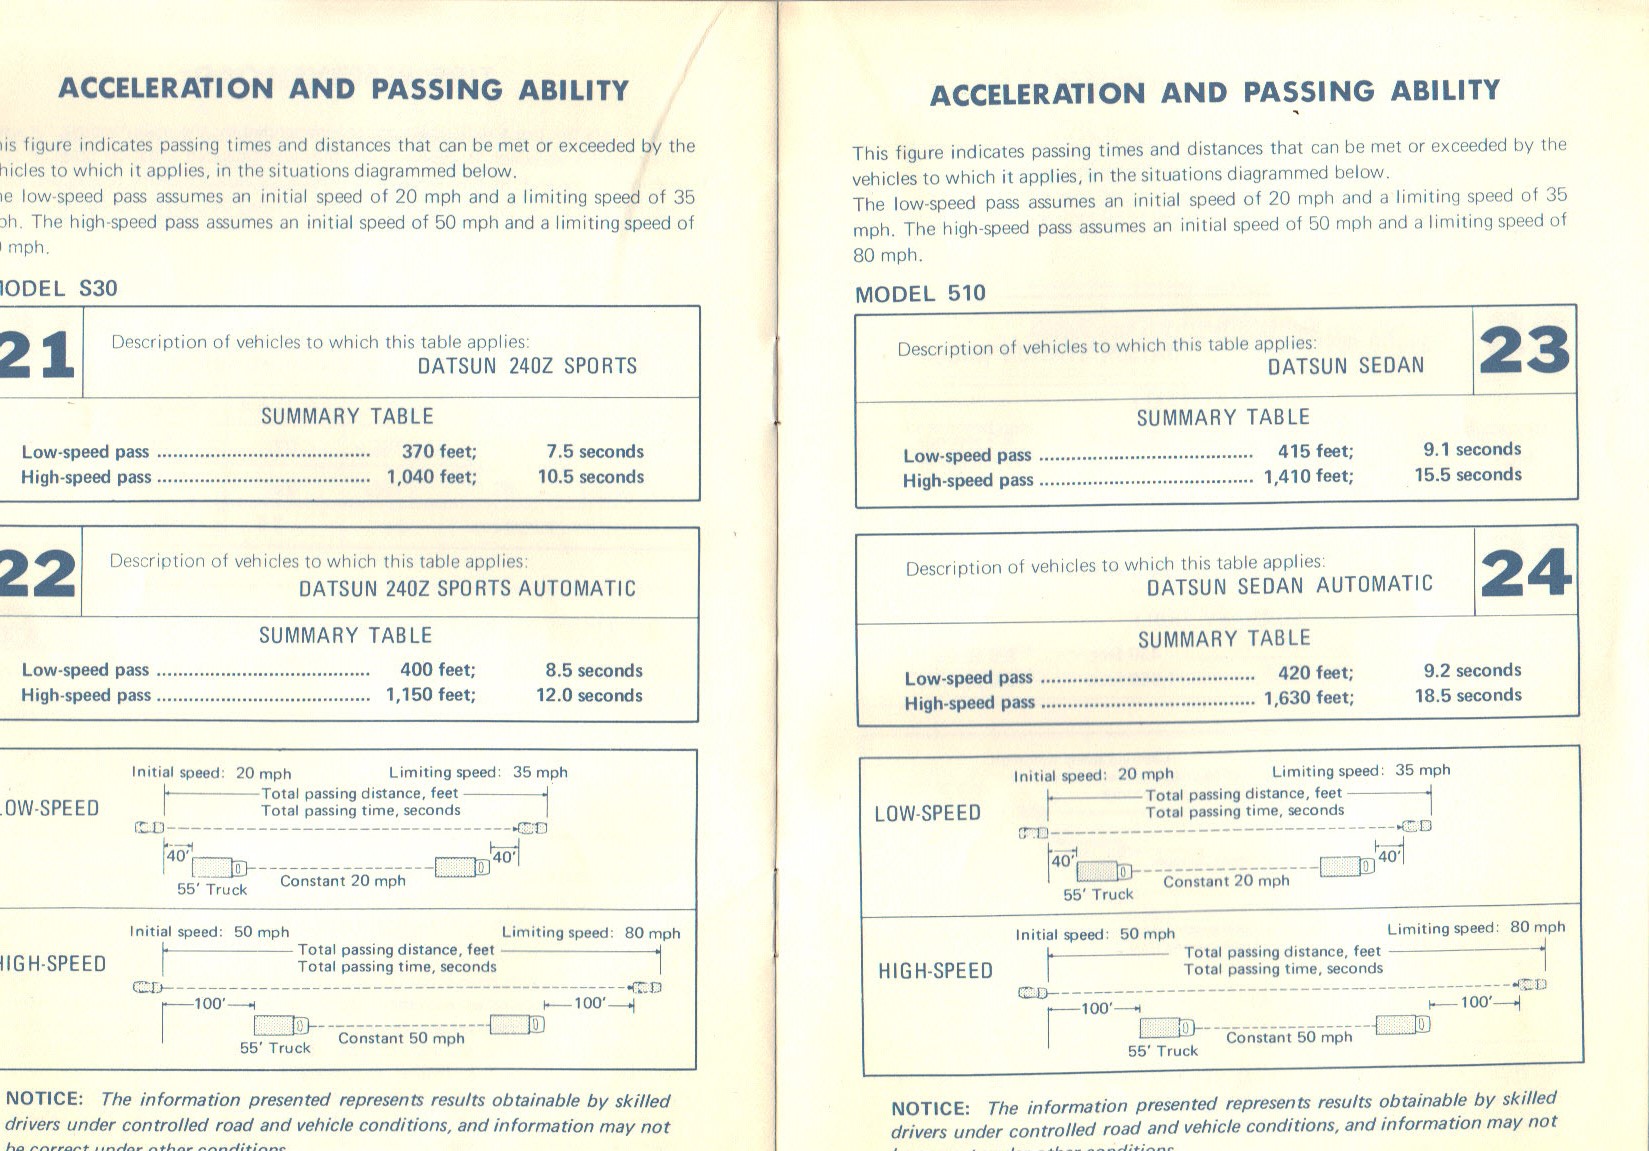 ACCELERATION AND PASSING ABILITY
is figure indicates passing times and distances that can be met or exceeded by the
hicles to which it applies, in the situations diagrammed below.
e low-speed pass assumes an initial speed of 20 mph and a limiting speed of 35
ph. The high-speed pass assumes an initial speed of 50 mph and a limiting speed of
mph.
MODEL S30
21
Description of vehicles to which this table applies:
DATSUN 240Z SPORTS
SUMMARY TABLE
Low-speed pass .................................... 370 feet; 7.5 seconds
High-speed pass .................................... 1,040 feet; 10.5 seconds
22
Description of vehicles to which this table applies:
DATSUN 240Z SPORTS AUTOMATIC
SUMMARY TABLE
Low-speed pass .................................... 400 feet; 8.5 seconds
High-speed pass .................................... 1,150 feet; 12.0 seconds
Initial speed: 20 mph Limiting speed: 35 mph
Total passing distance, feet
LOW-SPEED Total passing time, seconds
40' 40'
55' Truck Constant 20 mph
Initial speed: 50 mph Limiting speed: 80 mph
Total passing distance, feet
HIGH-SPEED Total passing time, seconds
100' 100'
55' Truck Constant 50 mph
NOTICE: The information presented represents results obtainable by skilled
drivers under controlled road and vehicle conditions, and information may not
be correct under other conditions.
ACCELERATION AND PASSING ABILITY
This figure indicates passing times and distances that can be met or exceeded by the
vehicles to which it applies, in the situations diagrammed below.
The low-speed pass assumes an initial speed of 20 mph and a limiting speed of 35
mph. The high-speed pass assumes an initial speed of 50 mph and a limiting speed of
80 mph.
MODEL 510
Description of vehicles to which this table applies:
DATSUN SEDAN
23
SUMMARY TABLE
Low-speed pass .................................... 415 feet; 9.1 seconds
High-speed pass .................................... 1,410 feet; 15.5 seconds
Description of vehicles to which this table applies:
DATSUN SEDAN AUTOMATIC
24
SUMMARY TABLE
Low-speed pass .................................... 420 feet; 9.2 seconds
High-speed pass .................................... 1,630 feet; 18.5 seconds
Initial speed: 20 mph Limiting speed: 35 mph
Total passing distance, feet
LOW-SPEED Total passing time, seconds
40' 40'
55' Truck Constant 20 mph
Initial speed: 50 mph Limiting speed: 80 mph
Total passing distance, feet
HIGH-SPEED Total passing time, seconds
100' 100'
55' Truck Constant 50 mph
NOTICE: The information presented represents results obtainable by skilled
drivers under controlled road and vehicle conditions, and information may not